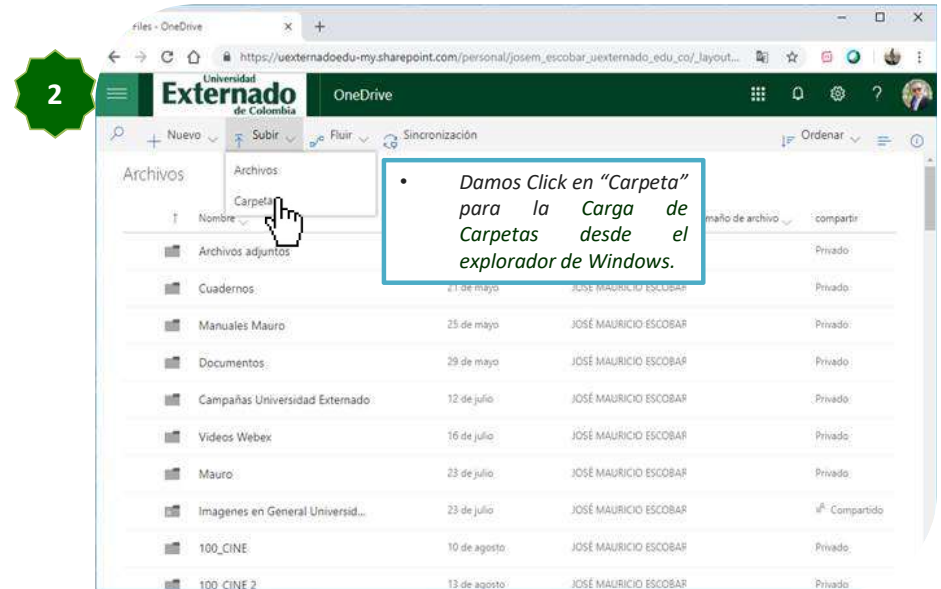 Files - OneDrive
https://uexternadoedu-my.sharepoint.com/personal/josem_escobar_uexternado_edu_co/_layout...
2
Universidad
Externado
de Colombia
OneDrive
?
Nuevo Subir Fluir Sincronización Ordenar
Archivos
Archivos
Carpeta
• Damos Click en “Carpeta”
para la Carga de
Carpetas desde el
explorador de Windows.
Nombre maño de archivo compartir
Archivos adjuntos Privado
Cuadernos 21 de mayo JOSÉ MAURICIO ESCOBAR Privado
Manuales Mauro 25 de mayo JOSÉ MAURICIO ESCOBAR Privado
Documentos 29 de mayo JOSÉ MAURICIO ESCOBAR Privado
Campañas Universidad Externado 12 de julio JOSÉ MAURICIO ESCOBAR Privado
Videos Webex 16 de julio JOSÉ MAURICIO ESCOBAR Privado
Mauro 23 de julio JOSÉ MAURICIO ESCOBAR Privado
Imagenes en General Universid... 23 de julio JOSÉ MAURICIO ESCOBAR Compartido
100_CINE 10 de agosto JOSÉ MAURICIO ESCOBAR Privado
100 CINE 2 13 de agosto JOSÉ MAURICIO ESCOBAR Privado